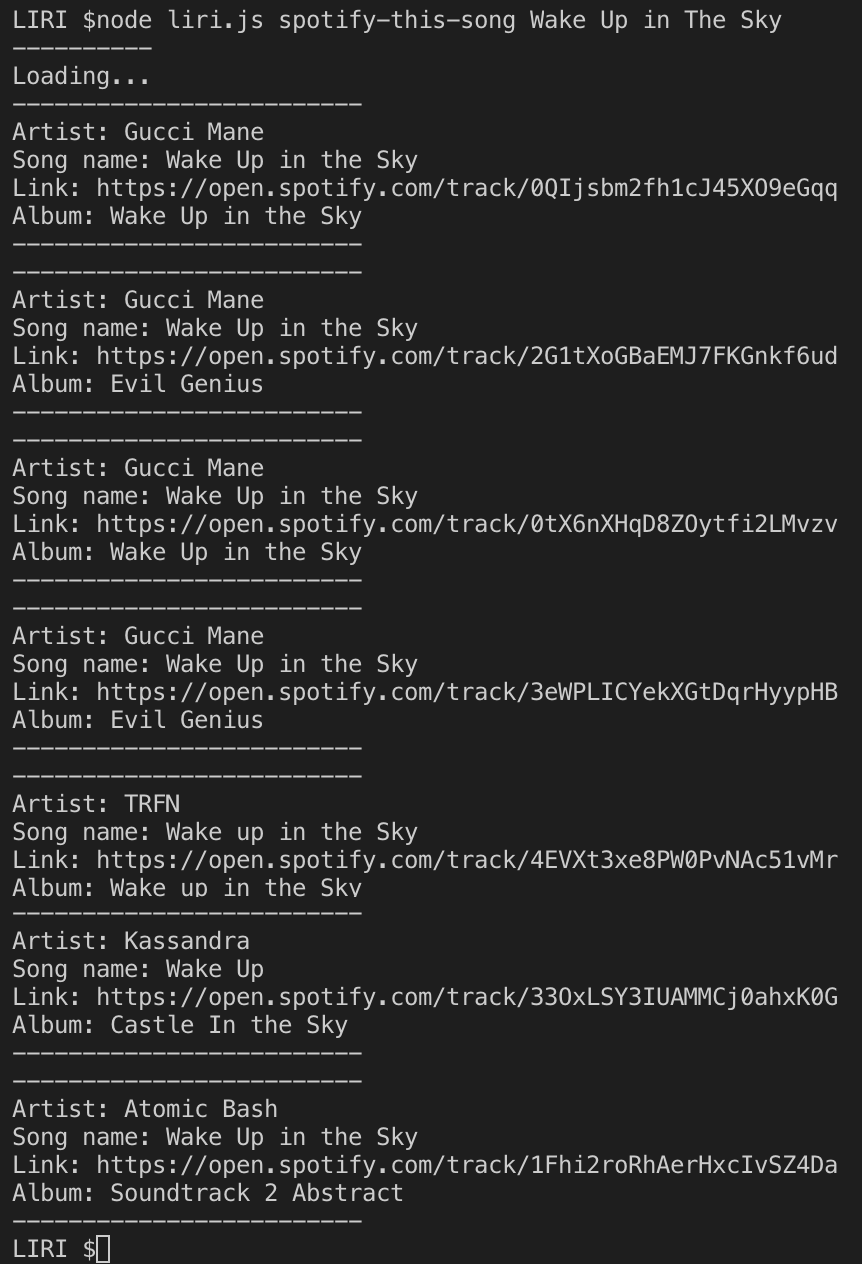 LIRI $node liri.js spotify-this-song Wake Up in The Sky
----------
Loading...
-------------------------
Artist: Gucci Mane
Song name: Wake Up in the Sky
Link: https://open.spotify.com/track/0QIjsbm2fh1cJ45XO9eGqq
Album: Wake Up in the Sky
-------------------------
-------------------------
Artist: Gucci Mane
Song name: Wake Up in the Sky
Link: https://open.spotify.com/track/2G1tXoGBaEMJ7FKGnkf6ud
Album: Evil Genius
-------------------------
-------------------------
Artist: Gucci Mane
Song name: Wake Up in the Sky
Link: https://open.spotify.com/track/0tX6nXHqD8ZOytfi2LMvzv
Album: Wake Up in the Sky
-------------------------
-------------------------
Artist: Gucci Mane
Song name: Wake Up in the Sky
Link: https://open.spotify.com/track/3eWPLICYekXGtDqrHyypHB
Album: Evil Genius
-------------------------
-------------------------
Artist: TRFN
Song name: Wake up in the Sky
Link: https://open.spotify.com/track/4EVXt3xe8PW0PvNAc51vMr
Album: Wake up in the Sky
-------------------------
Artist: Kassandra
Song name: Wake Up
Link: https://open.spotify.com/track/33OxLSY3IUAMMCj0ahxK0G
Album: Castle In the Sky
-------------------------
-------------------------
Artist: Atomic Bash
Song name: Wake Up in the Sky
Link: https://open.spotify.com/track/1Fhi2roRhAerHxcIvSZ4Da
Album: Soundtrack 2 Abstract
-------------------------
LIRI $